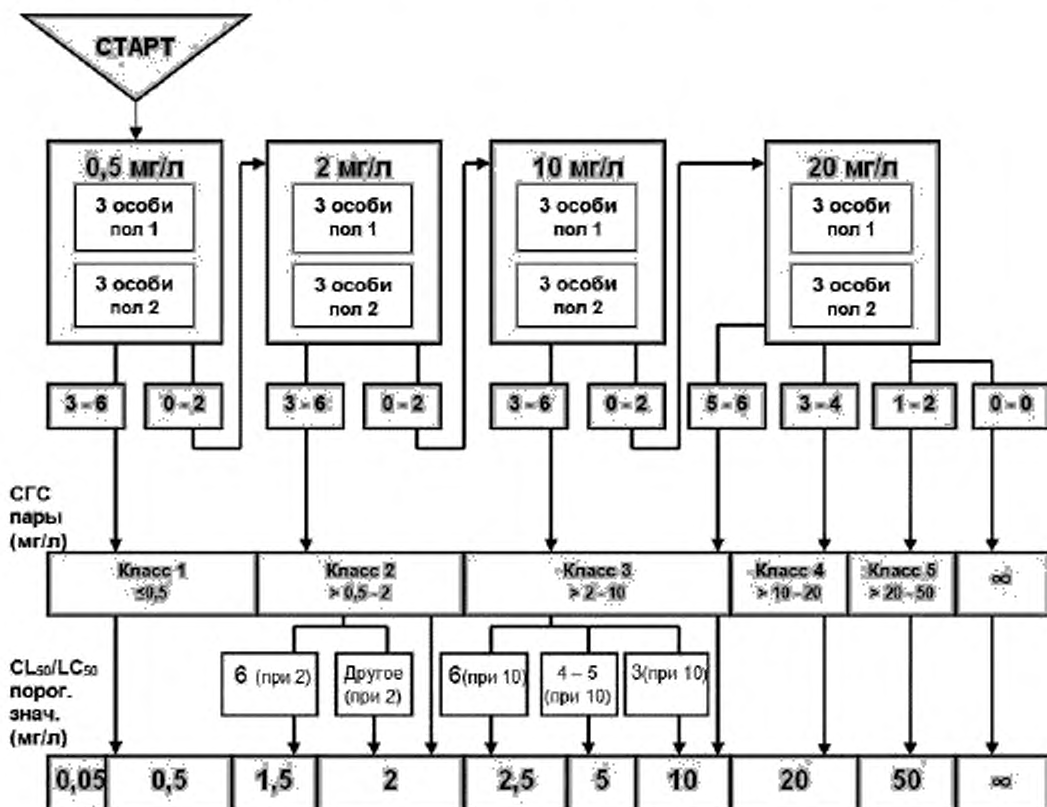 СТАРТ
0,5 мг/л
2 мг/л
10 мг/л
20 мг/л
3 особи
пол 1
3 особи
пол 1
3 особи
пол 1
3 особи
пол 1
3 особи
пол 2
3 особи
пол 2
3 особи
пол 2
3 особи
пол 2
3 - 6
0 - 2
3 - 6
0 - 2
3 - 6
0 - 2
5 - 6
3 - 4
1 - 2
0 - 0
СГС
пары
(мг/л)
Класс 1
≤0,5
Класс 2
> 0,5 - 2
Класс 3
> 2 - 10
Класс 4
> 10 - 20
Класс 5
> 20 - 50
∞
CL50/LC50
порог.
знач.
(мг/л)
6 (при 2)
Другое
(при 2)
6(при 10)
4 – 5
(при 10)
3(при 10)
0,05
0,5
1,5
2
2,5
5
10
20
50
∞